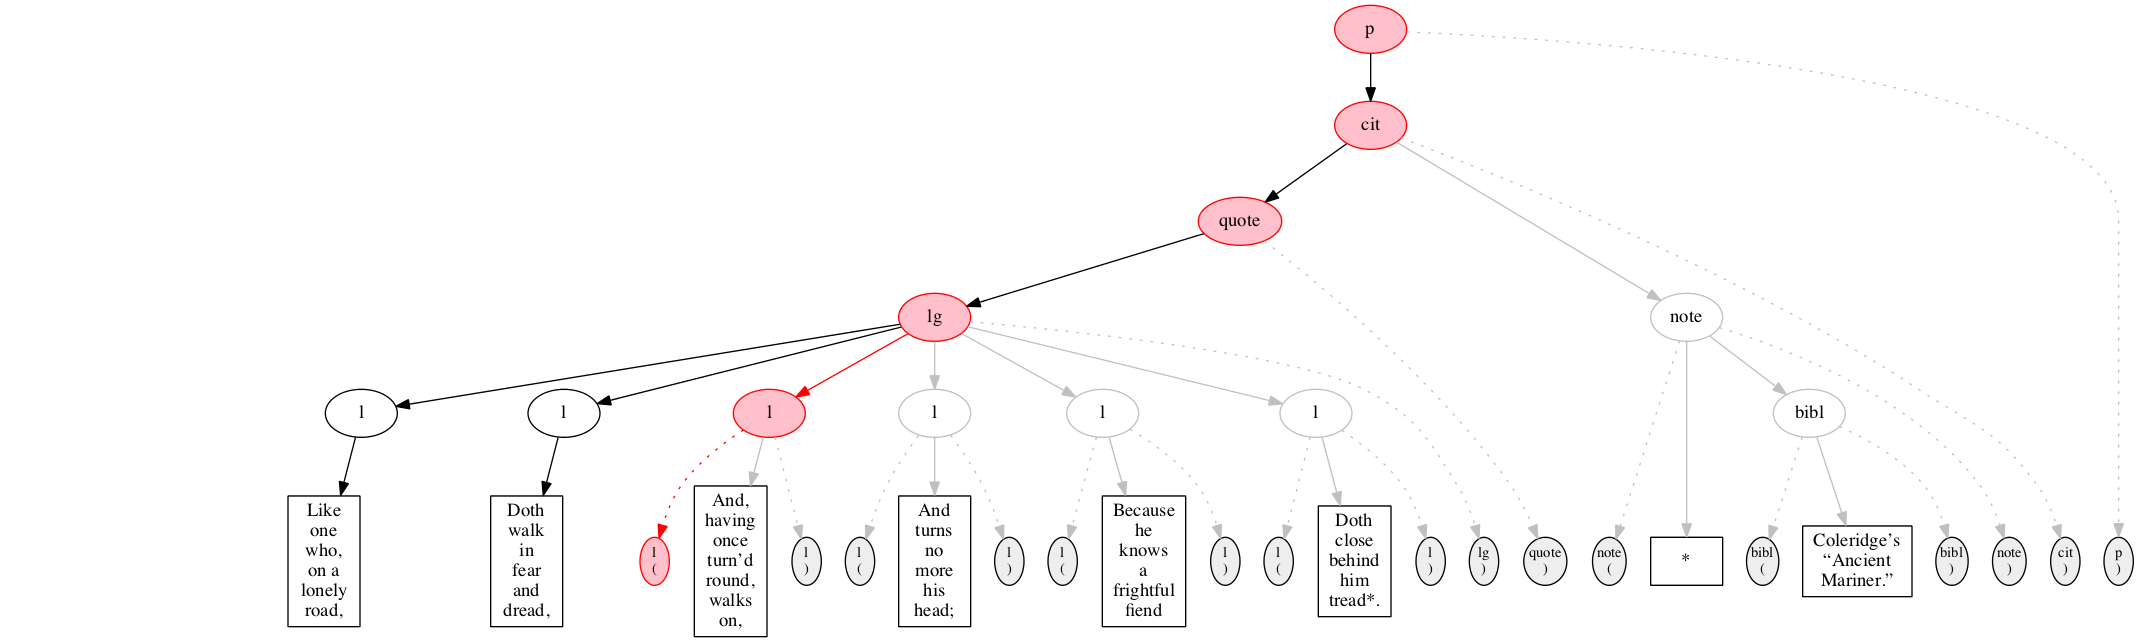 p
cit
quote
lg
note
l
l
l
l
l
l
bibl
Like
one
who,
on a
lonely
road,
Doth
walk
in
fear
and
dread,
l
(
And,
having
once
turn’d
round,
walks
on,
l
)
l
(
And
turns
no
more
his
head;
l
)
l
(
Because
he
knows
a
frightful
fiend
l
)
l
(
Doth
close
behind
him
tread*.
l
)
lg
)
quote
)
note
(
*
bibl
(
Coleridge’s
“Ancient
Mariner.”
bibl
)
note
)
cit
)
p
)